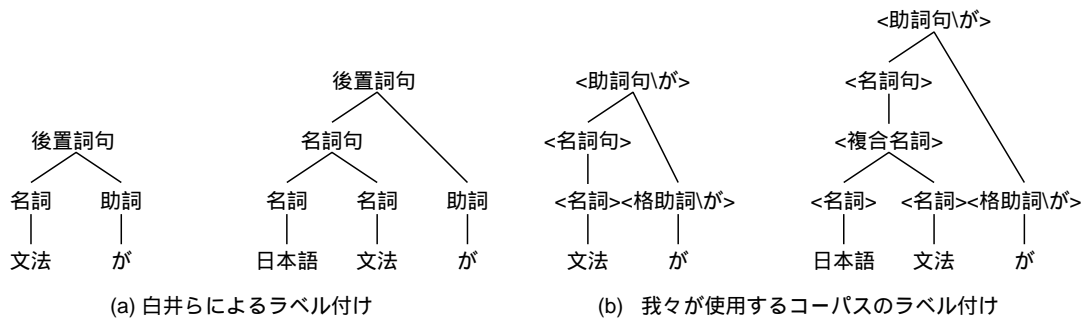 <助詞句\が>
後置詞句 <助詞句\が> <名詞句>
後置詞句 名詞句 <名詞句> <複合名詞>
名詞 助詞 名詞 名詞 助詞 <名詞><格助詞\が> <名詞> <名詞><格助詞\が>
文法 が 日本語 文法 が 文法 が 日本語 文法 が
(a) 白井らによるラベル付け (b) 我々が使用するコーパスのラベル付け